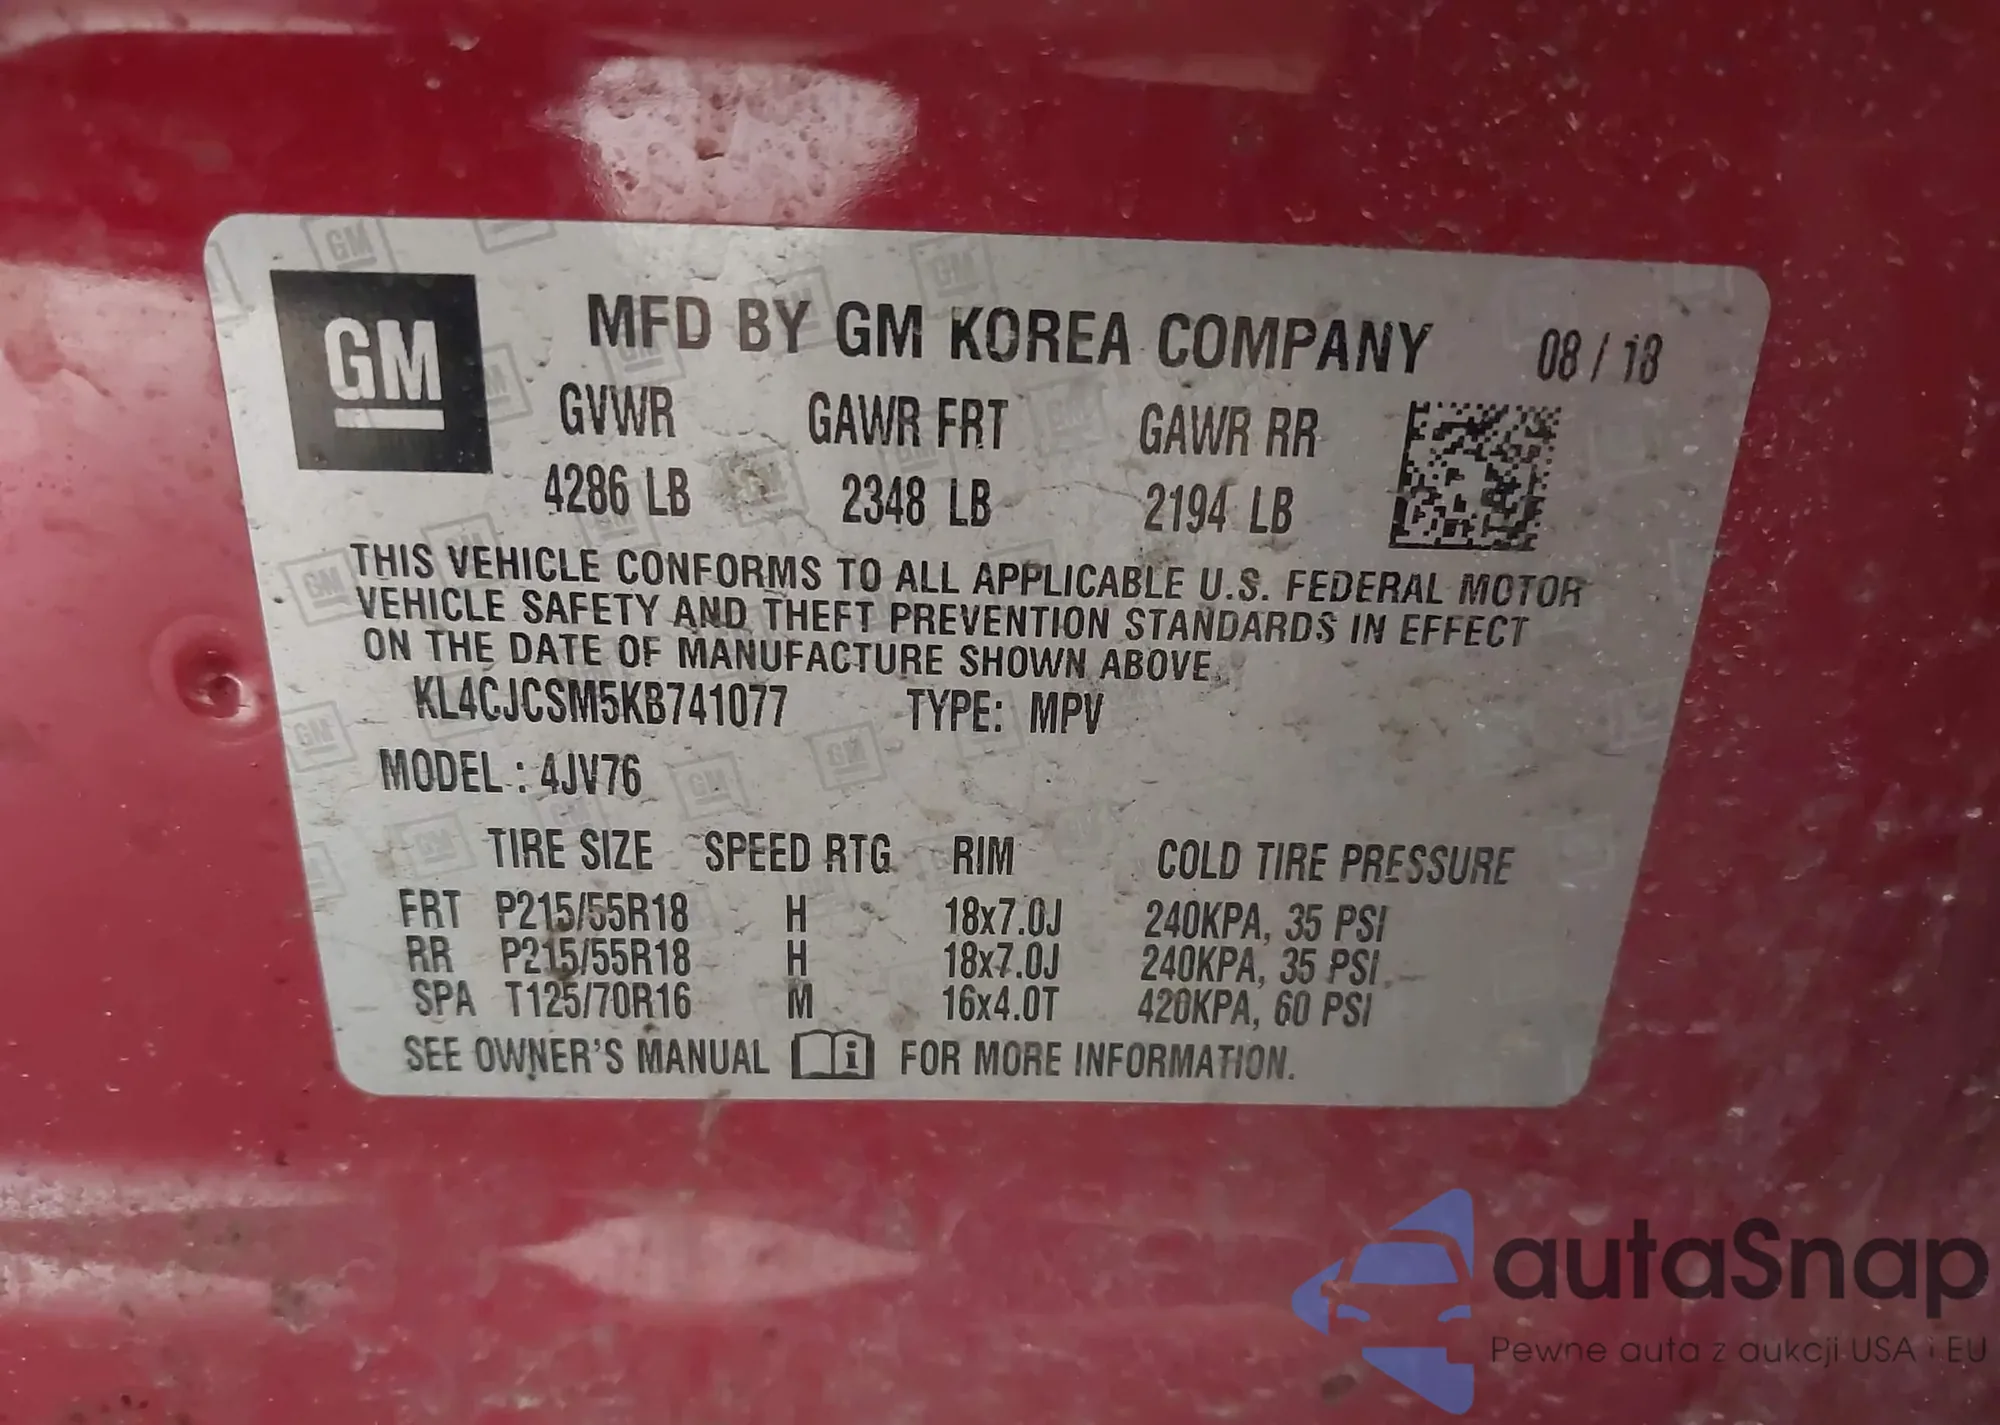 GM
MFD BY GM KOREA COMPANY 08 / 18
GVWR GAWR FRT GAWR RR
4286 LB 2348 LB 2194 LB
THIS VEHICLE CONFORMS TO ALL APPLICABLE U.S. FEDERAL MOTOR
VEHICLE SAFETY AND THEFT PREVENTION STANDARDS IN EFFECT
ON THE DATE OF MANUFACTURE SHOWN ABOVE.
KL4CJCSM5KB741077 TYPE: MPV
MODEL : 4JV76
TIRE SIZE SPEED RTG RIM COLD TIRE PRESSURE
FRT P215/55R18 H 18x7.0J 240KPA, 35 PSI
RR P215/55R18 H 18x7.0J 240KPA, 35 PSI
SPA T125/70R16 M 16x4.0T 420KPA, 60 PSI
SEE OWNER'S MANUAL i FOR MORE INFORMATION.
autaSnap
Pewne auta z aukcji USA i EU